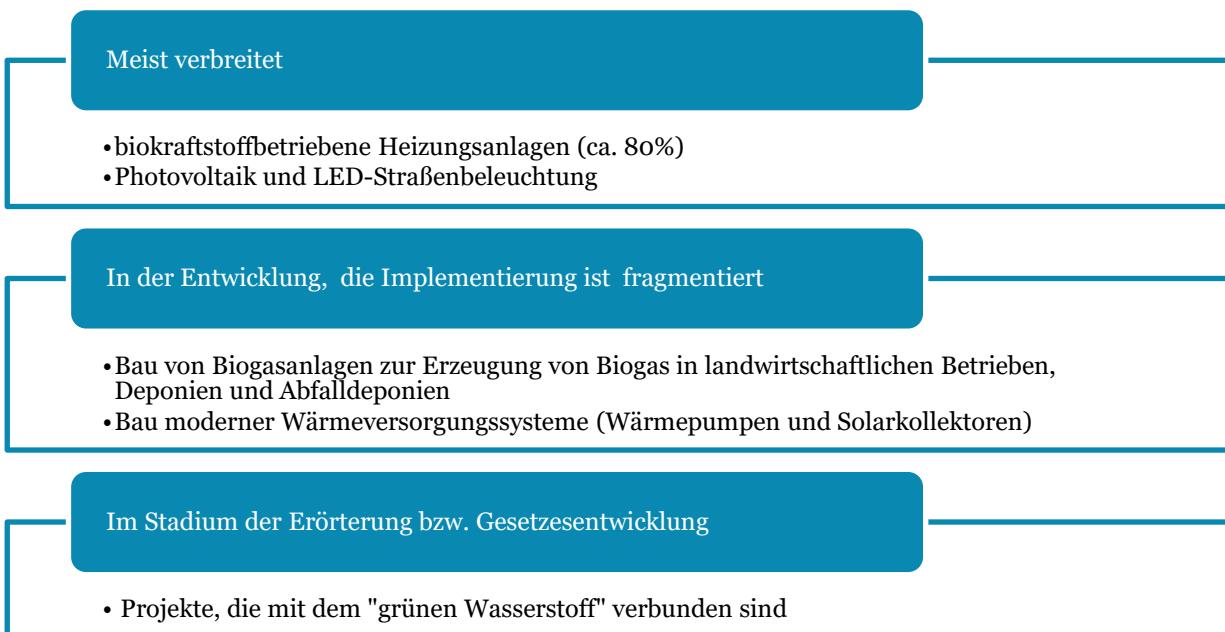 Meist verbreitet
•biokraftstoffbetriebene Heizungsanlagen (ca. 80%)
•Photovoltaik und LED-Straßenbeleuchtung
In der Entwicklung,  die Implementierung ist  fragmentiert
•Bau von Biogasanlagen zur Erzeugung von Biogas in landwirtschaftlichen Betrieben,
Deponien und Abfalldeponien
•Bau moderner Wärmeversorgungssysteme (Wärmepumpen und Solarkollektoren)
Im Stadium der Erörterung bzw. Gesetzesentwicklung
• Projekte, die mit dem "grünen Wasserstoff" verbunden sind